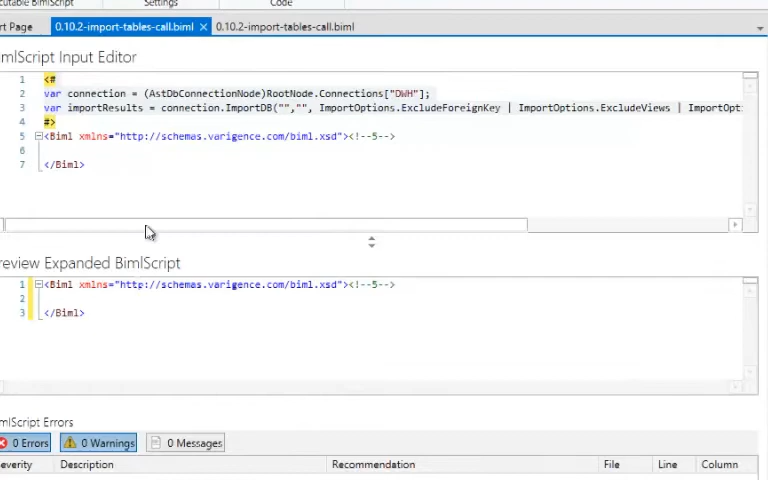 cutable BimlScript
Settings
Code
rt Page
0.10.2-import-tables-call.biml ×
0.10.2-import-tables-call.biml
mlScript Input Editor
1 <#
2 var connection = (AstDbConnectionNode)RootNode.Connections["DWH"];
3 var importResults = connection.ImportDB("","", ImportOptions.ExcludeForeignKey | ImportOptions.ExcludeViews | ImportOpt
4 #>
5 <Biml xmlns="http://schemas.varigence.com/biml.xsd"><!--5-->
6
7 </Biml>
review Expanded BimlScript
1 <Biml xmlns="http://schemas.varigence.com/biml.xsd"><!--5-->
2
3 </Biml>
mlScript Errors
0 Errors
0 Warnings
0 Messages
everity
Description
Recommendation
File
Line
Column